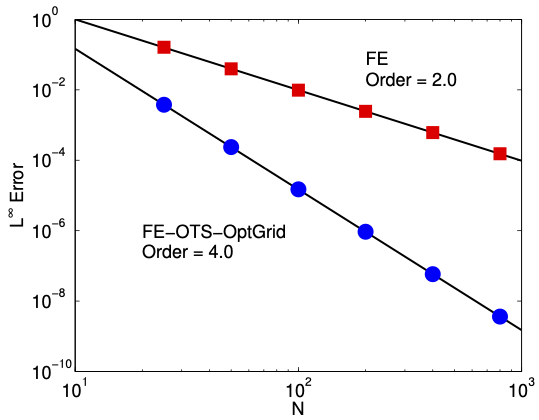 10^0
10^−2
10^−4
10^−6
10^−8
10^−10
L^∞ Error
FE
Order = 2.0
FE−OTS−OptGrid
Order = 4.0
10^1
10^2
10^3
N